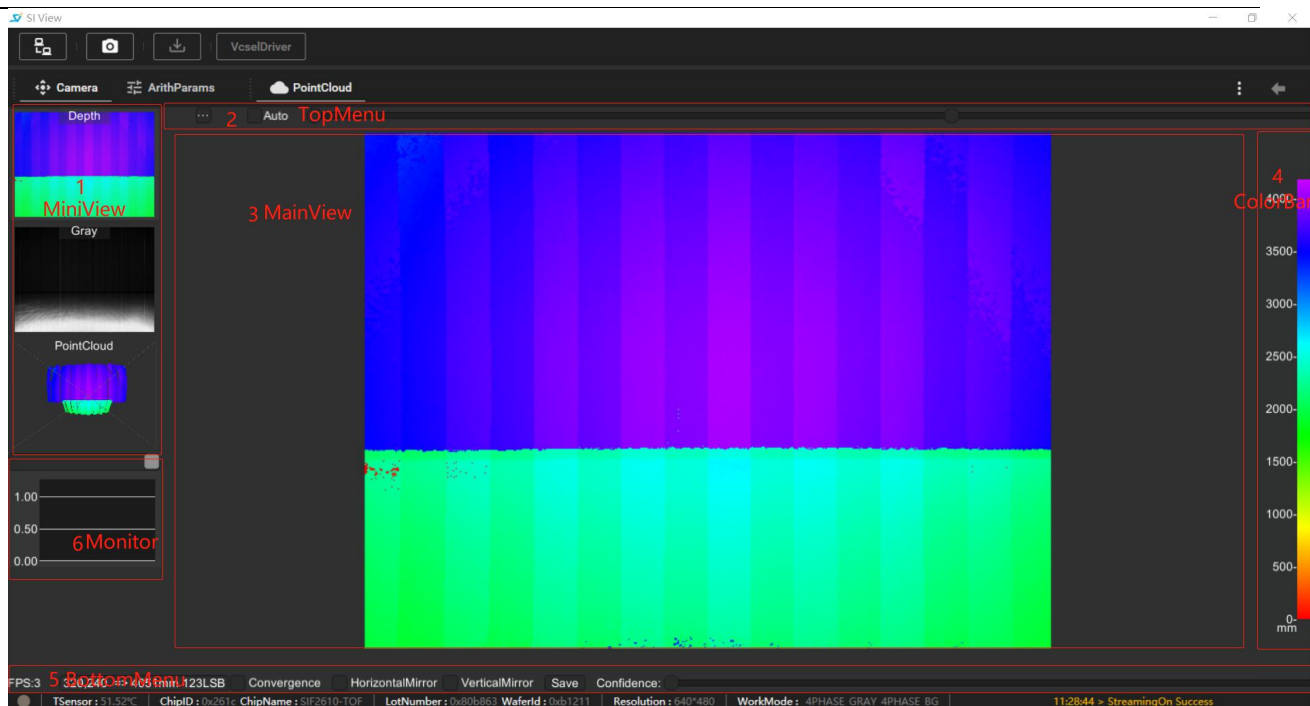 SI View
VcselDriver
Camera ArithParams PointCloud
Depth
2 Auto TopMenu
1
MiniView
3 MainView
4
ColorBar
4000-
3500-
3000-
2500-
2000-
1500-
1000-
500-
0-
mm
Gray
PointCloud
1.00
0.50
0.00
6 Monitor
5 BottomMenu
FPS:3 320,240 => 4051mm 123LSB Convergence HorizontalMirror VerticalMirror Save Confidence:
TSensor : 51.52°C ChipID : 0x261c ChipName : SIF2610-TOF LotNumber : 0x80b863 WaferId : 0xb1211 Resolution : 640*480 WorkMode : 4PHASE GRAY 4PHASE BG 11:28:44 > StreamingOn Success